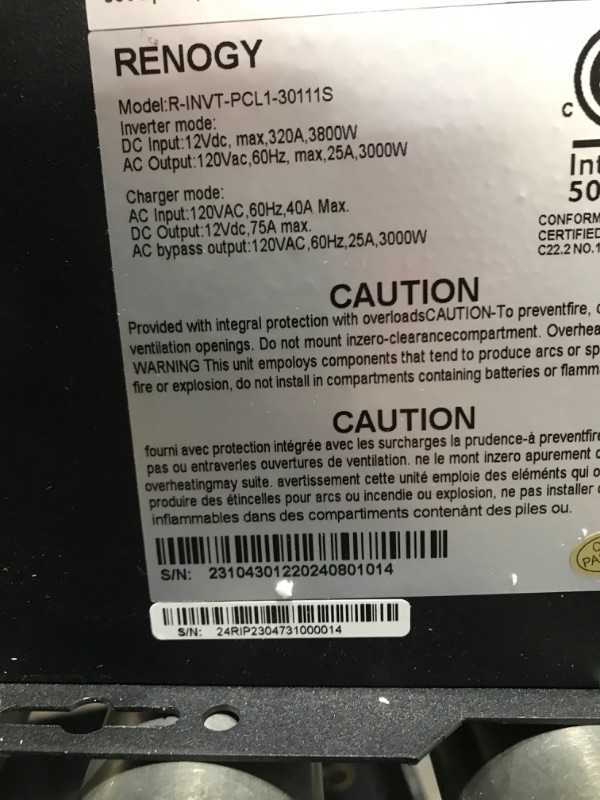 RENOGY
Model:R-INVT-PCL1-30111S
Inverter mode:
DC Input:12Vdc, max,320A,3800W
AC Output:120Vac,60Hz, max,25A,3000W
Charger mode:
AC Input:120VAC,60Hz,40A Max.
DC Output:12Vdc,75A max.
AC bypass output:120VAC,60Hz,25A,3000W
C
Int
50
CONFORM
CERTIFIED
C22.2 NO.1
CAUTION
Provided with integral protection with overloadsCAUTION-To preventfire,
ventilation openings. Do not mount inzero-clearancecompartment. Overhea
WARNING This unit empoloys components that tend to produce arcs or sp
fire or explosion, do not install in compartments containing batteries or flamm
CAUTION
fourni avec protection intégrée avec les surcharges la prudence-à preventfire
pas ou entraverles ouvertures de ventilation. ne le mont inzero apurement
overheatingmay suite. avertissement cette unité emploie des eléménts qui o
produire des étincelles pour arcs ou incendie ou explosion, ne pas installer
inflammables dans des compartiments contenànt des piles ou.
S/N: 23104301220240801014
PA
S/N: 24RIP2304731000014